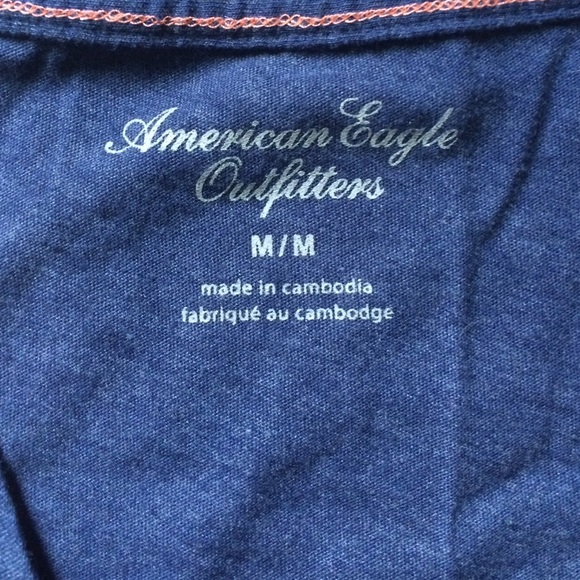 American Eagle
Outfitters
M/M
made in cambodia
fabriqué au cambodge